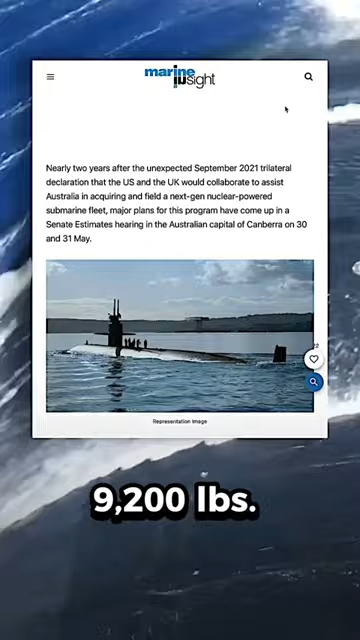 marine
insight
Nearly two years after the unexpected September 2021 trilateral
declaration that the US and the UK would collaborate to assist
Australia in acquiring and field a next-gen nuclear-powered
submarine fleet, major plans for this program have come up in a
Senate Estimates hearing in the Australian capital of Canberra on 30
and 31 May.
22
Representation Image
9,200 lbs.